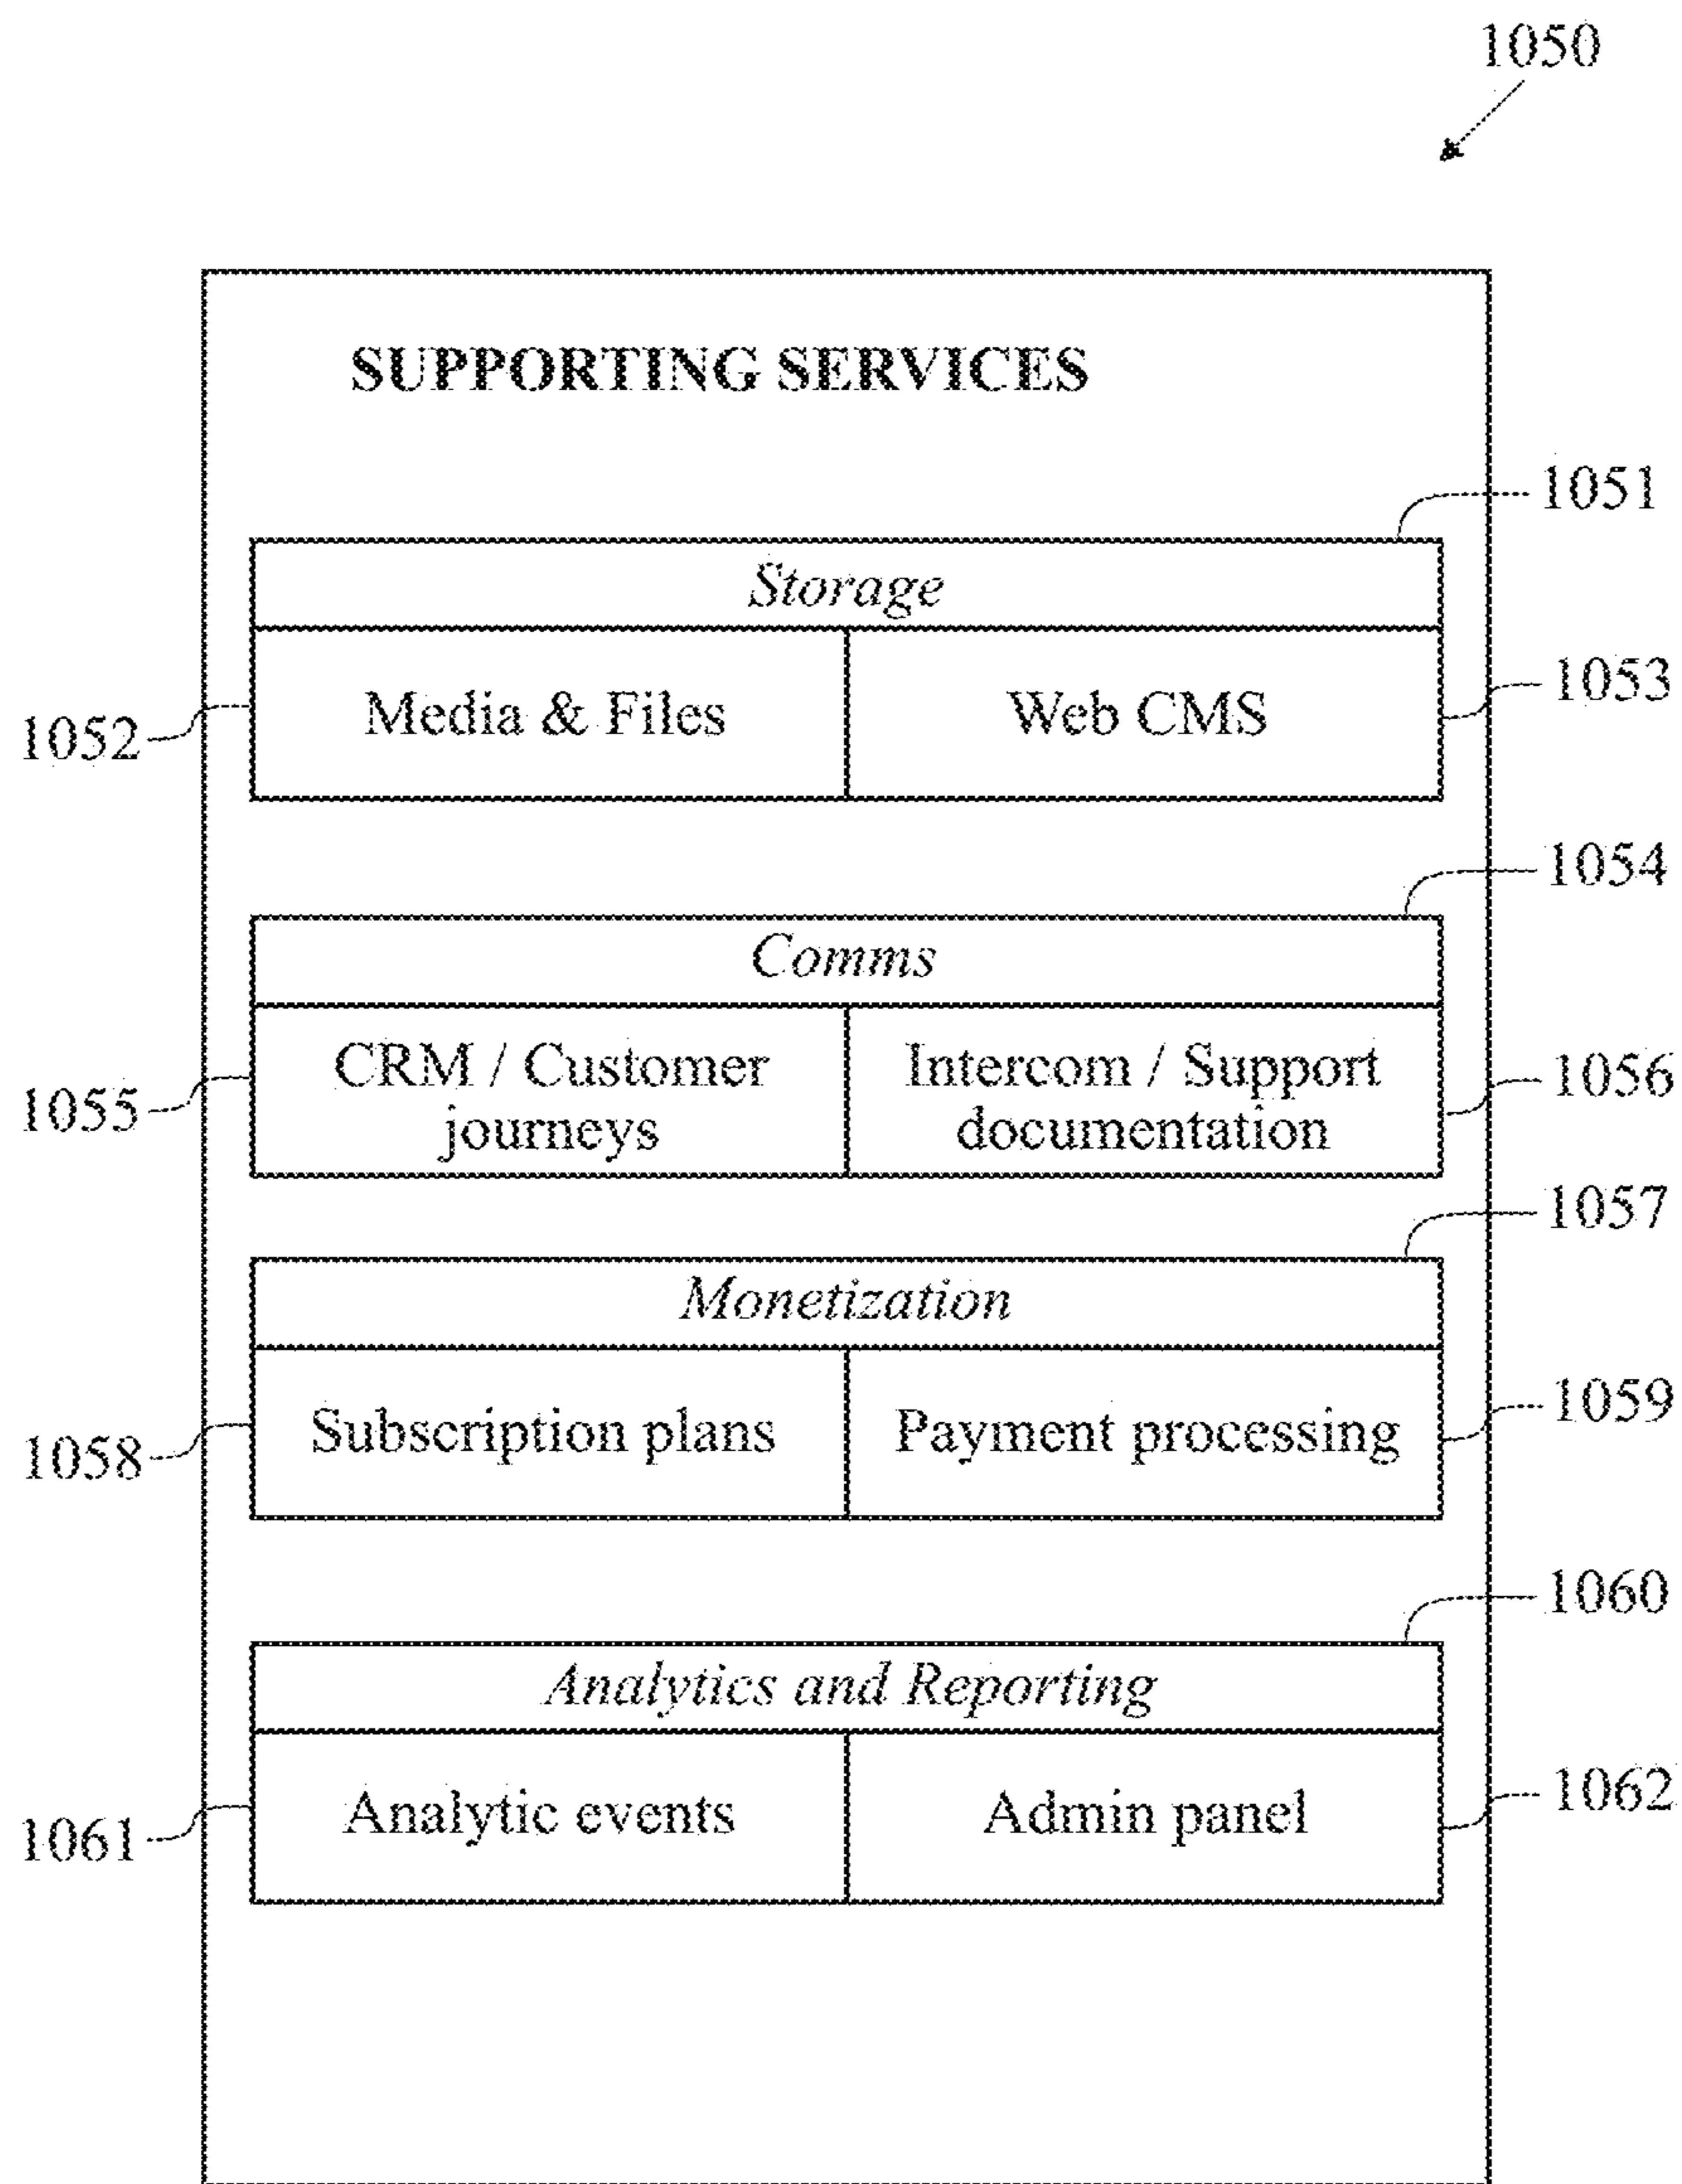 1050
SUPPORTING SERVICES
1051
Storage
1052
Media & Files
Web CMS
1053
1054
Comms
1055
CRM / Customer
journeys
Intercom / Support
documentation
1056
1057
Monetization
1058
Subscription plans
Payment processing
1059
1060
Analytics and Reporting
1061
Analytic events
Admin panel
1062